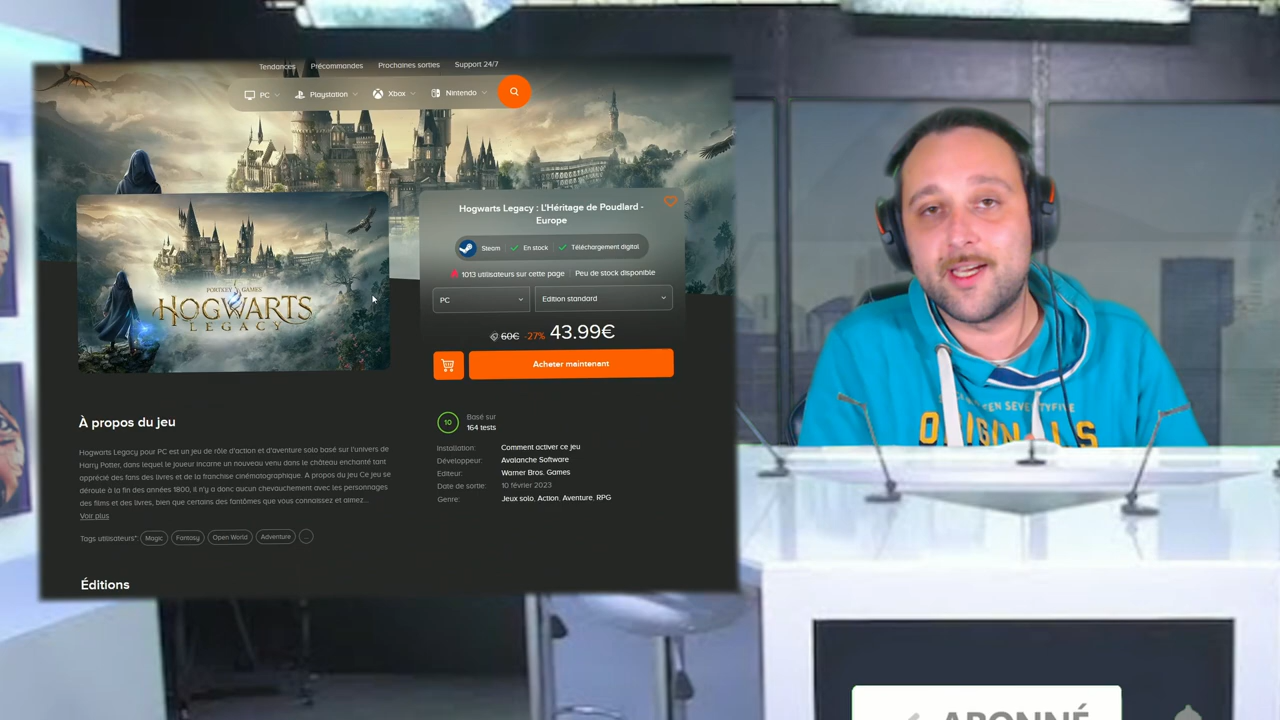 Tendances Précommandes Prochaines sorties Support 24/7
PC Playstation Xbox Nintendo
PORTKEY GAMES
HOGWARTS
LEGACY
Hogwarts Legacy : L'Héritage de Poudlard -
Europe
Steam En stock Téléchargement digital
1013 utilisateurs sur cette page Peu de stock disponible
PC Edition standard
60€ -27% 43.99€
Acheter maintenant
À propos du jeu
Hogwarts Legacy pour PC est un jeu de rôle d'action et d'aventure solo basé sur l'univers de
Harry Potter, dans lequel le joueur incarne un nouveau venu dans le château enchanté tant
apprécié des fans des livres et de la franchise cinématographique. A propos du jeu Ce jeu se
déroute à la fin des années 1800, il n'y a donc aucun chevauchement avec les personnages
des films et des livres, bien que certains des fantômes que vous connaissez et aimez...
Voir plus
Tags utilisateurs*: Magic Fantasy Open World Adventure ...
10 Basé sur
164 tests
Installation: Comment activer ce jeu
Développeur: Avalanche Software
Editeur: Warner Bros. Games
Date de sortie: 10 février 2023
Genre: Jeux solo, Action, Aventure, RPG
Éditions
SEVENTYFIVE
ORIGINALS
ABONNÉ